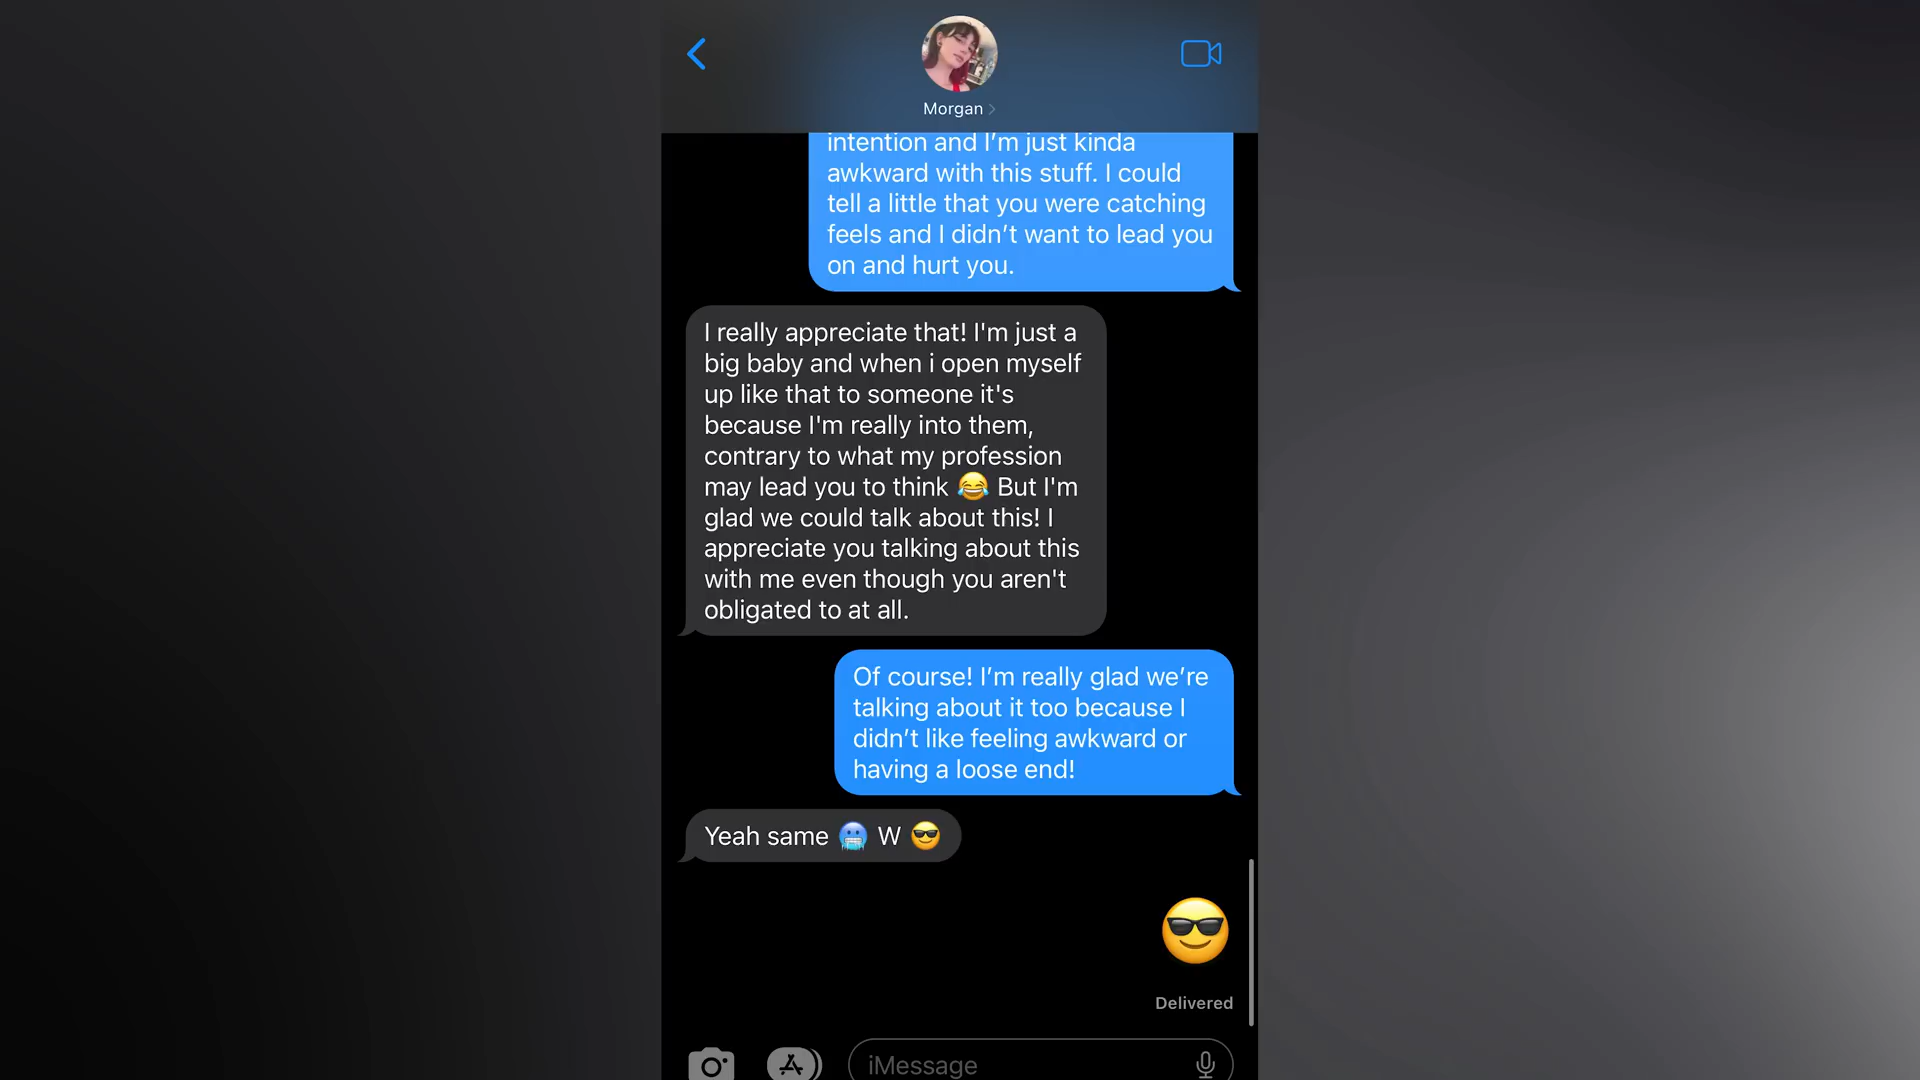 Morgan
intention and I’m just kinda
awkward with this stuff. I could
tell a little that you were catching
feels and I didn’t want to lead you
on and hurt you.
I really appreciate that! I'm just a
big baby and when i open myself
up like that to someone it's
because I'm really into them,
contrary to what my profession
may lead you to think 😂 But I'm
glad we could talk about this! I
appreciate you talking about this
with me even though you aren't
obligated to at all.
Of course! I’m really glad we’re
talking about it too because I
didn’t like feeling awkward or
having a loose end!
Yeah same 🥶 W 😎
😎
Delivered
iMessage